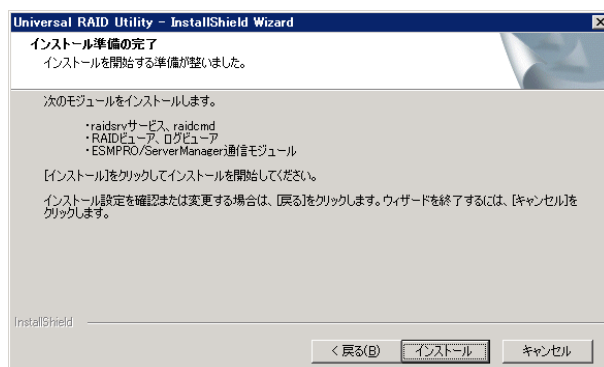 Universal RAID Utility - InstallShield Wizard
インストール準備の完了
インストールを開始する準備が整いました。
次のモジュールをインストールします。
・raidsrvサービス、raidcmd
・RAIDビューア、ログビューア
・ESMPRO/ServerManager通信モジュール
[インストール]をクリックしてインストールを開始してください。
インストール設定を確認または変更する場合は、[戻る]をクリックします。ウィザードを終了するには、[キャンセル]を
クリックします。
InstallShield
< 戻る(B)
インストール
キャンセル